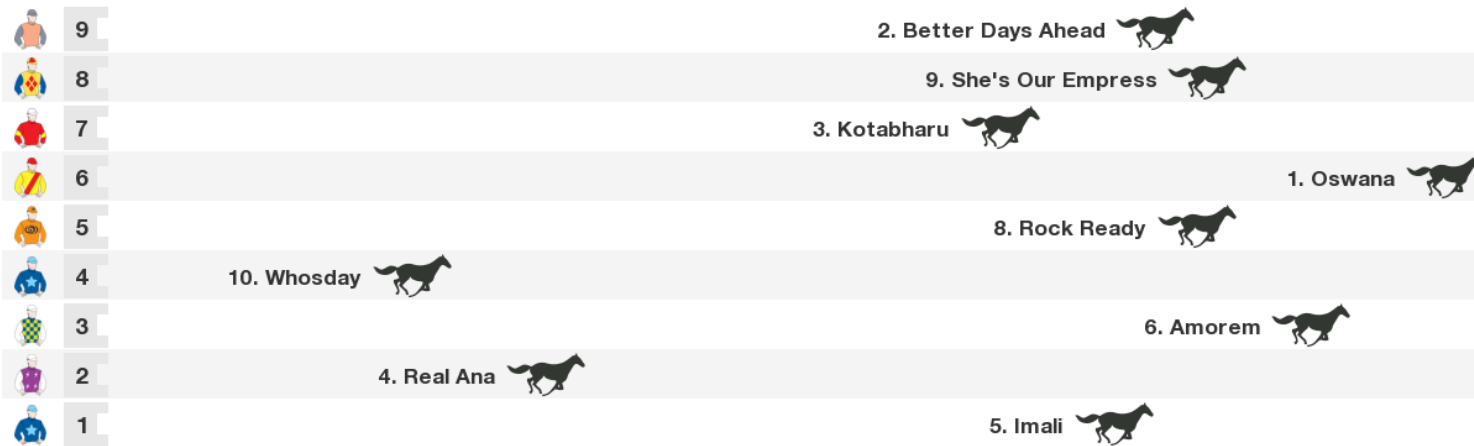 9 2. Better Days Ahead
8 9. She's Our Empress
7 3. Kotabharu
6 1. Oswana
5 8. Rock Ready
4 10. Whosday
3 6. Amorem
2 4. Real Ana
1 5. Imali